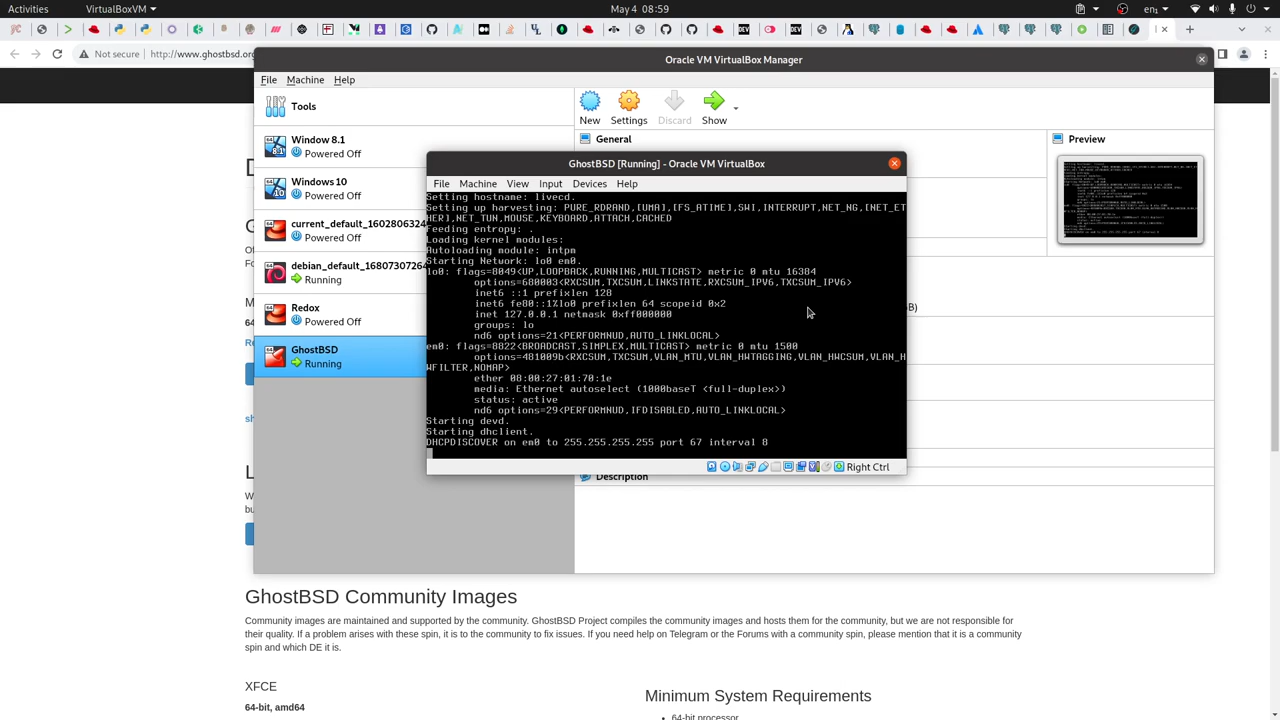 Activities
VirtualBoxVM
May 4 08:59
Not secure
http://www.ghostbsd.org
Oracle VM VirtualBox Manager
File
Machine
Help
Tools
New
Settings
Discard
Show
General
Preview
Window 8.1
Powered Off
Windows 10
Powered Off
current_default_1602806324
Powered Off
debian_default_16807307264
Running
Redox
Powered Off
GhostBSD
Running
Description
GhostBSD [Running] - Oracle VM VirtualBox
File
Machine
View
Input
Devices
Help
Setting hostname: livecd.
Setting up harvesting: PURE_RDRAND,[UMA],[FS_ATIME],SWI,INTERRUPT,NET_NG,[NET_ET
HER],NET_TUN,MOUSE,KEYBOARD,ATTACH,CACHED
Feeding entropy: .
Loading kernel modules:
Autoloading module: intpm
Starting Network: lo0 em0.
lo0: flags=8049<UP,LOOPBACK,RUNNING,MULTICAST> metric 0 mtu 16384
options=680003<RXCSUM,TXCSUM,LINKSTATE,RXCSUM_IPV6,TXCSUM_IPV6>
inet6 ::1 prefixlen 128
inet6 fe80::1%lo0 prefixlen 64 scopeid 0x2
inet 127.0.0.1 netmask 0xff000000
groups: lo
nd6 options=21<PERFORMNUD,AUTO_LINKLOCAL>
em0: flags=8822<BROADCAST,SIMPLEX,MULTICAST> metric 0 mtu 1500
options=481009b<RXCSUM,TXCSUM,VLAN_MTU,VLAN_HWTAGGING,VLAN_HWCSUM,VLAN_H
WFILTER,NOMAP>
ether 08:00:27:01:70:1e
media: Ethernet autoselect (1000baseT <full-duplex>)
status: active
nd6 options=29<PERFORMNUD,IFDISABLED,AUTO_LINKLOCAL>
Starting devd.
Starting dhclient.
DHCPDISCOVER on em0 to 255.255.255.255 port 67 interval 8
Right Ctrl
GhostBSD Community Images
Community images are maintained and supported by the community. GhostBSD Project compiles the community images and hosts them for the community, but we are not responsible for
their quality. If a problem arises with these spin, it is to the community to fix issues. If you need help on Telegram or the Forums with a community spin, please mention that it is a community
spin and which DE it is.
XFCE
64-bit, amd64
Minimum System Requirements
64-bit processor